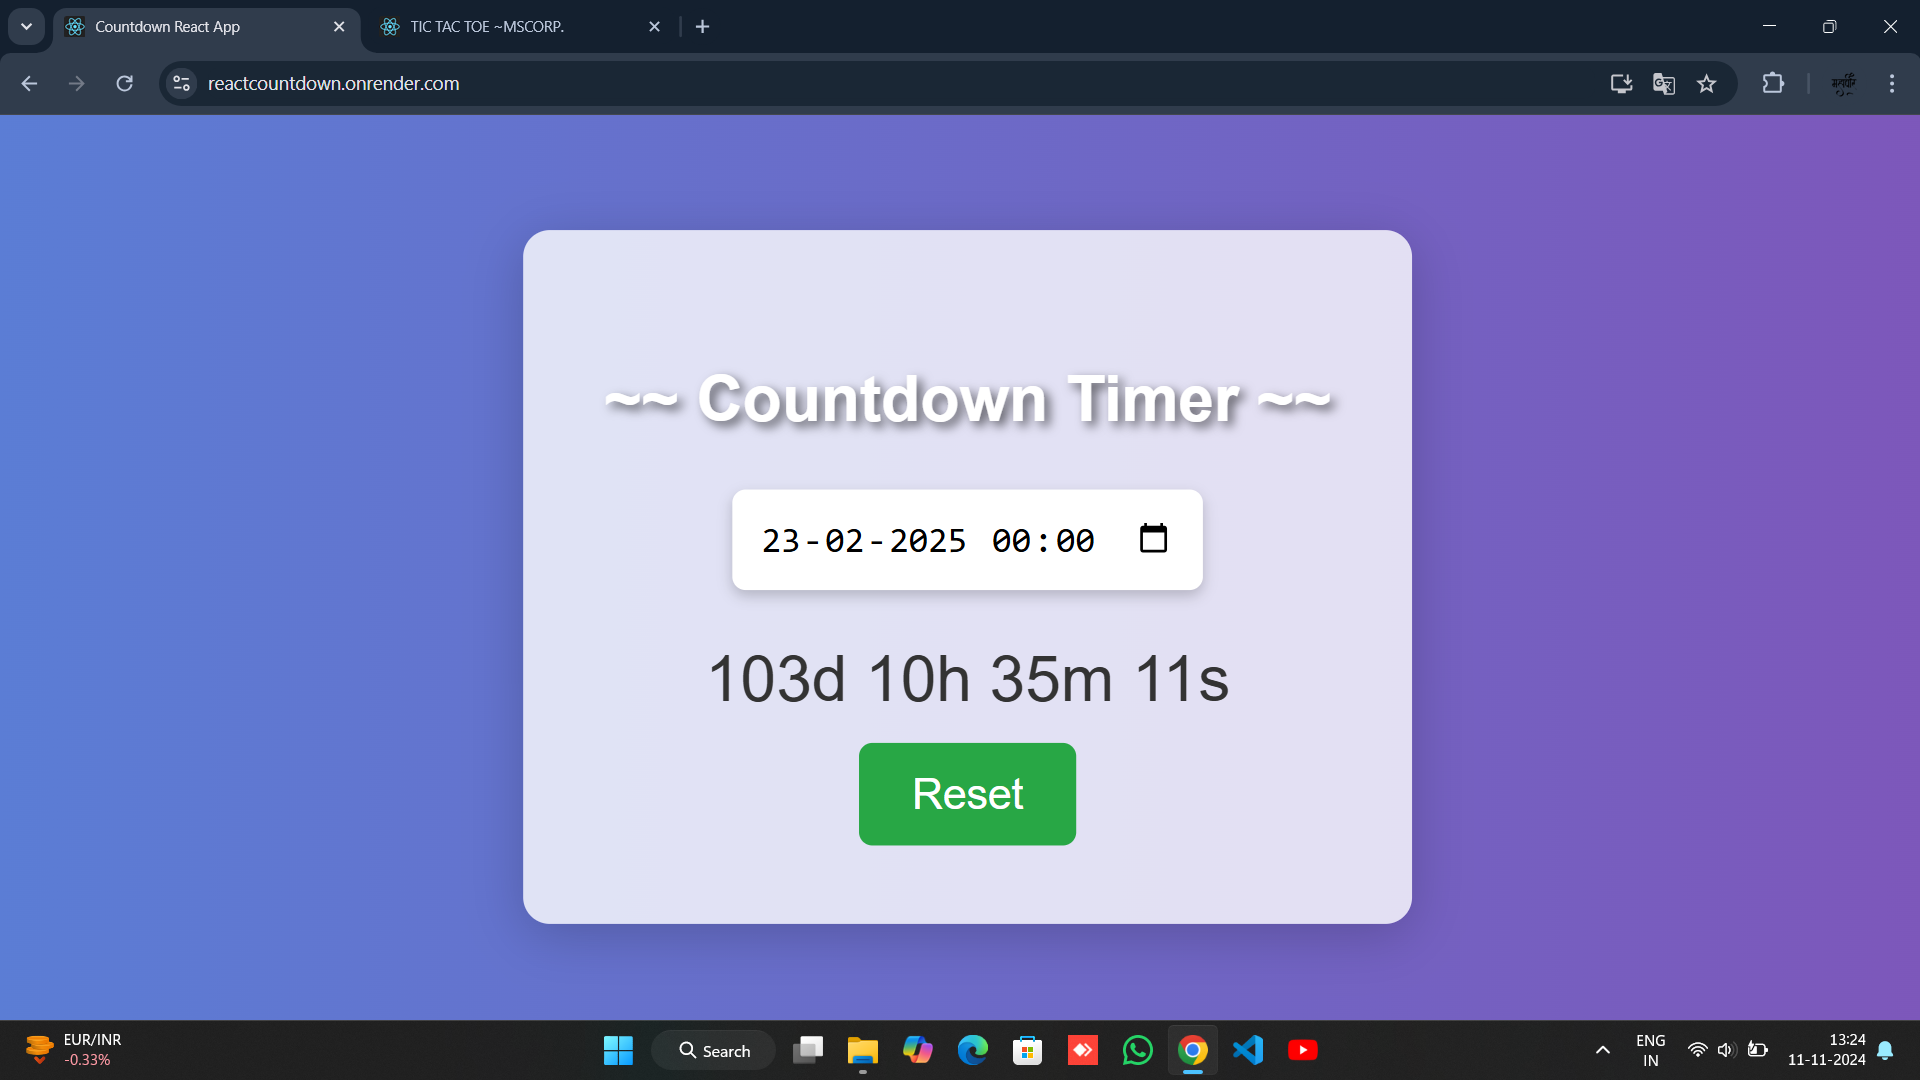 Countdown React App
TIC TAC TOE ~MSCORP.
reactcountdown.onrender.com
~~ Countdown Timer ~~
23-02-2025 00:00
103d 10h 35m 11s
Reset
EUR/INR
-0.33%
Search
ENG
IN
13:24
11-11-2024